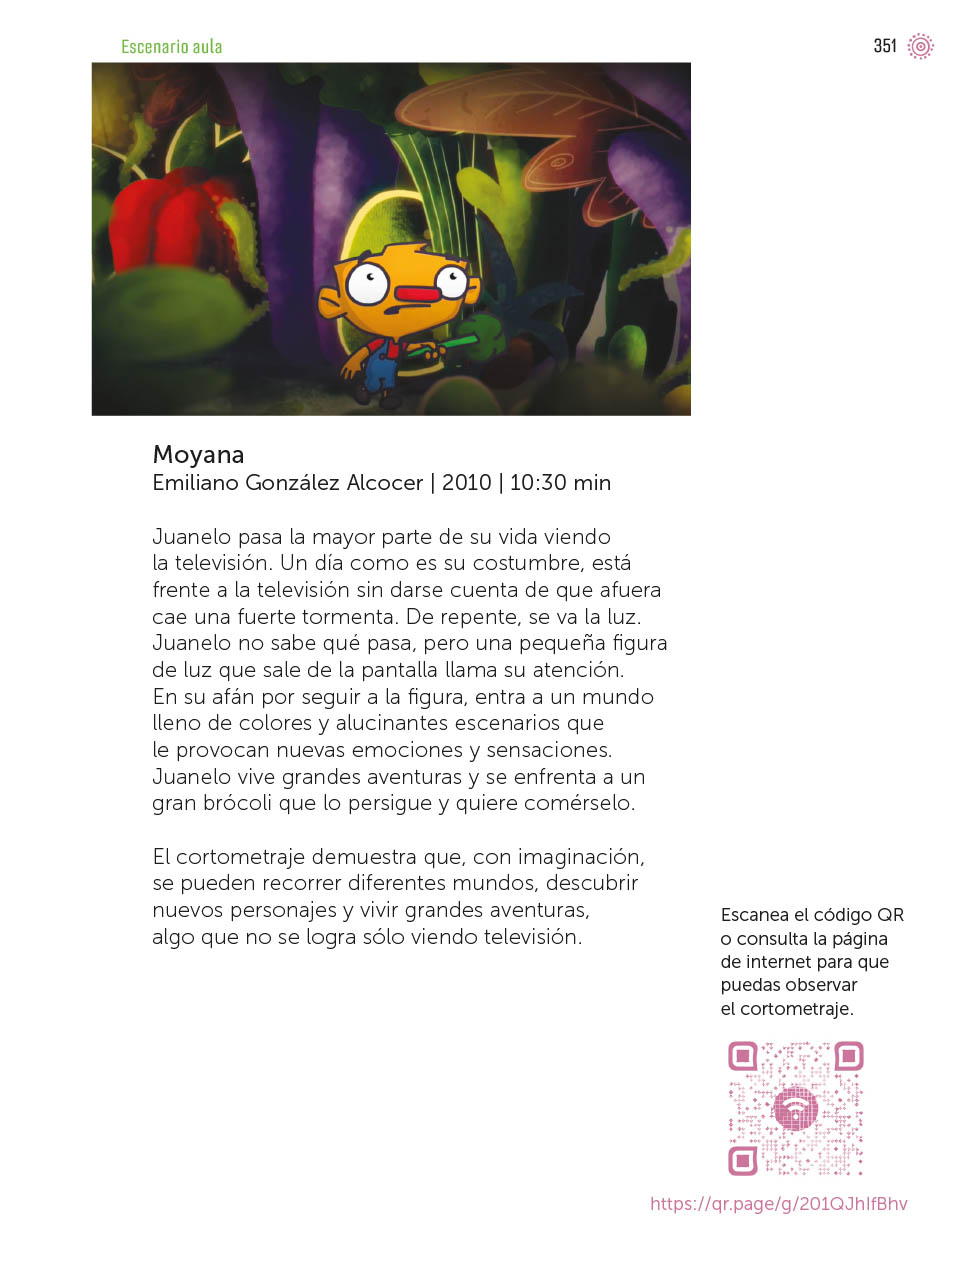 Escenario aula
351
Moyana
Emiliano González Alcocer | 2010 | 10:30 min
Juanelo pasa la mayor parte de su vida viendo
la televisión. Un día como es su costumbre, está
frente a la televisión sin darse cuenta de que afuera
cae una fuerte tormenta. De repente, se va la luz.
Juanelo no sabe qué pasa, pero una pequeña figura
de luz que sale de la pantalla llama su atención.
En su afán por seguir a la figura, entra a un mundo
lleno de colores y alucinantes escenarios que
le provocan nuevas emociones y sensaciones.
Juanelo vive grandes aventuras y se enfrenta a un
gran brócoli que lo persigue y quiere comérselo.
El cortometraje demuestra que, con imaginación,
se pueden recorrer diferentes mundos, descubrir
nuevos personajes y vivir grandes aventuras,
algo que no se logra sólo viendo televisión.
Escanea el código QR
o consulta la página
de internet para que
puedas observar
el cortometraje.
https://qr.page/g/201QJhIfBhv